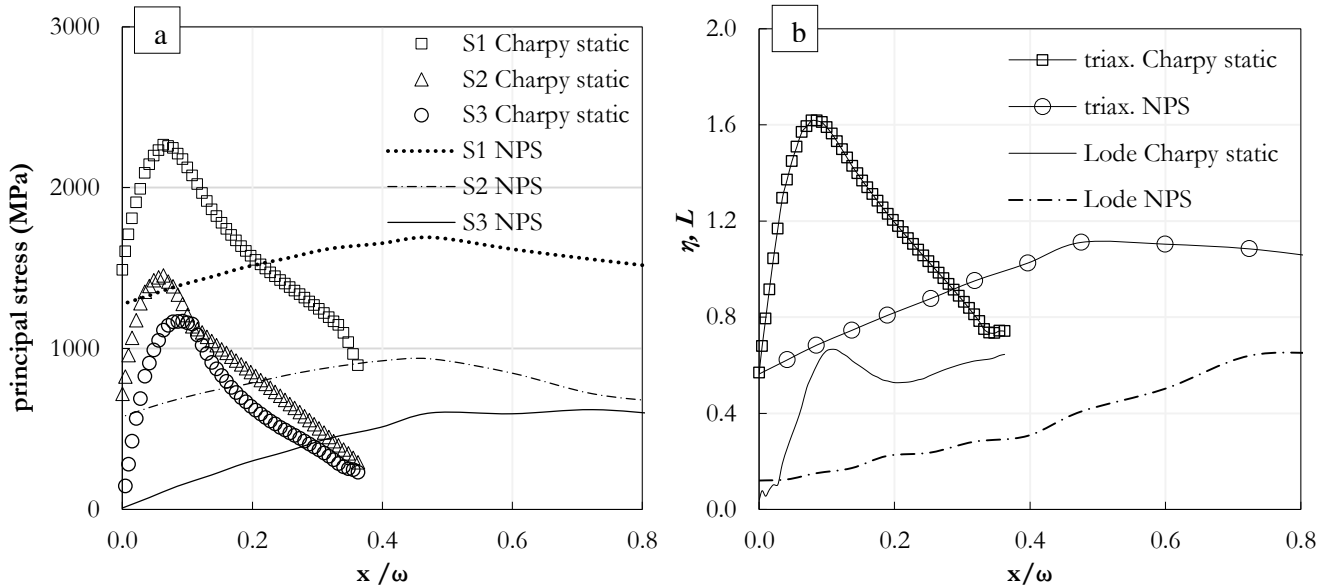 a
3000
2000
1000
0
principal stress (MPa)
S1 Charpy static
S2 Charpy static
S3 Charpy static
S1 NPS
S2 NPS
S3 NPS
0.0 0.2 0.4 0.6 0.8
x /ω
b
2.0
1.6
1.2
0.8
0.4
0.0
η, L
triax. Charpy static
triax. NPS
Lode Charpy static
Lode NPS
0.0 0.2 0.4 0.6 0.8
x/ω